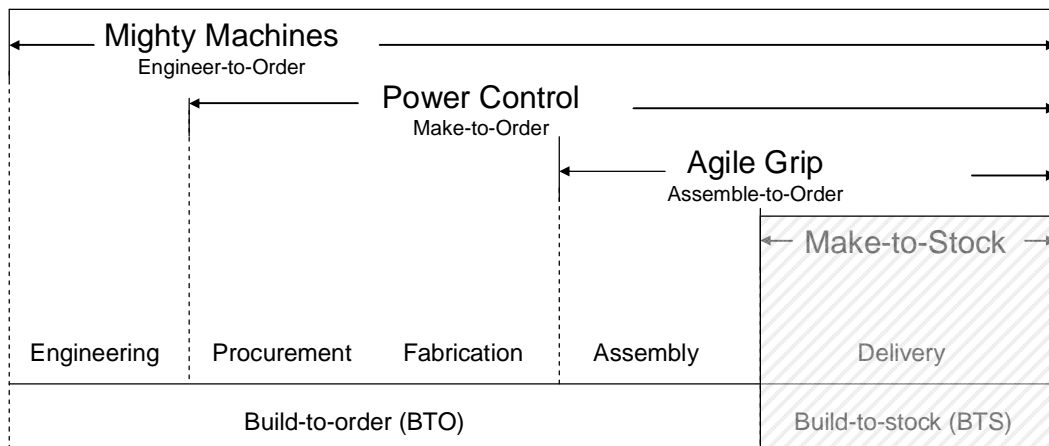 Mighty Machines
Engineer-to-Order
Power Control
Make-to-Order
Agile Grip
Assemble-to-Order
Make-to-Stock
Engineering Procurement Fabrication Assembly Delivery
Build-to-order (BTO) Build-to-stock (BTS)